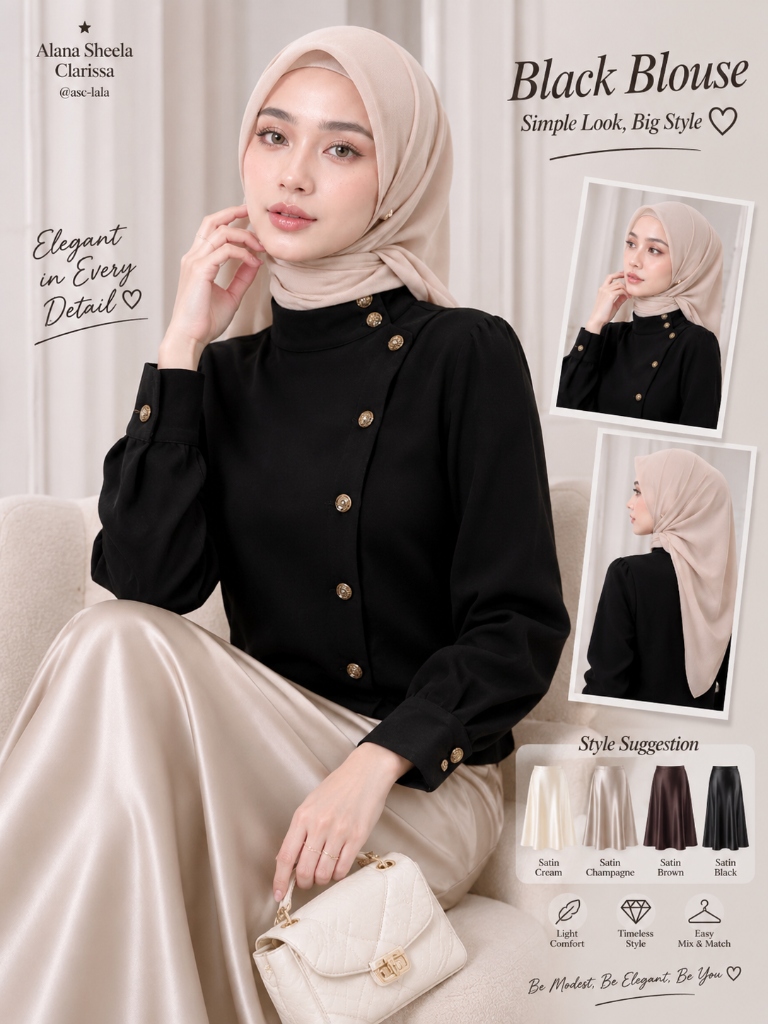 Alana Sheela
Clarissa
@asc-lala
Black Blouse
Simple Look, Big Style
Elegant
in Every
Detail
Style Suggestion
Satin
Cream
Satin
Champagne
Satin
Brown
Satin
Black
Light
Comfort
Timeless
Style
Easy
Mix & Match
Be Modest, Be Elegant, Be You